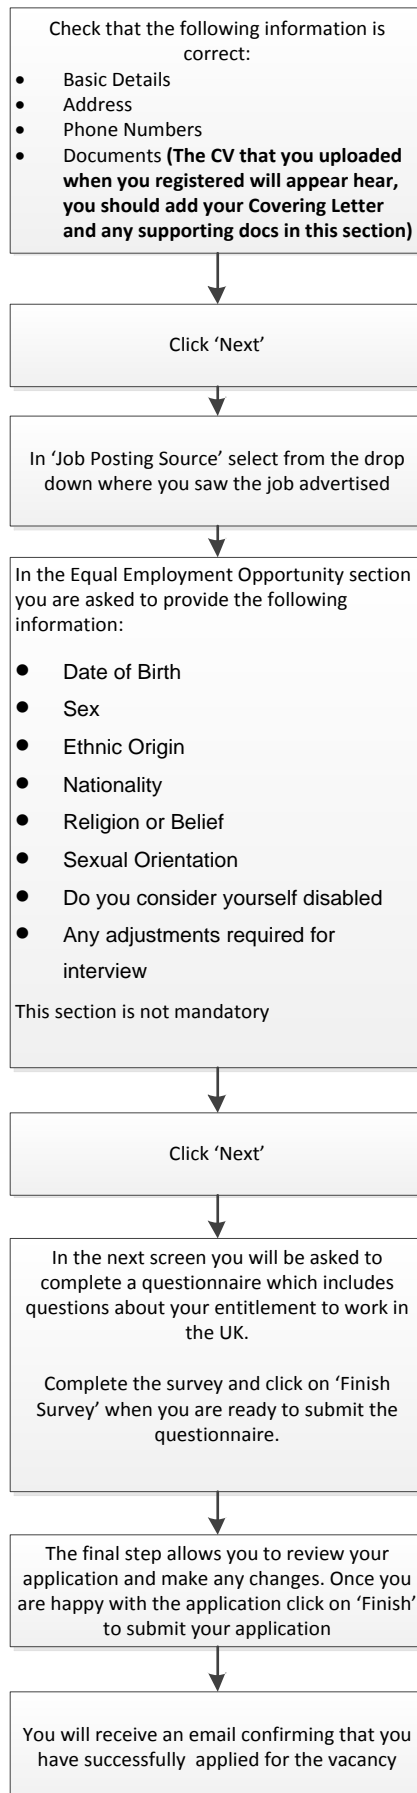 Check that the following information is
correct:
• Basic Details
• Address
• Phone Numbers
• Documents (The CV that you uploaded
when you registered will appear hear,
you should add your Covering Letter
and any supporting docs in this section)
Click ‘Next’
In ‘Job Posting Source’ select from the drop
down where you saw the job advertised
In the Equal Employment Opportunity section
you are asked to provide the following
information:
• Date of Birth
• Sex
• Ethnic Origin
• Nationality
• Religion or Belief
• Sexual Orientation
• Do you consider yourself disabled
• Any adjustments required for
interview
This section is not mandatory
Click ‘Next’
In the next screen you will be asked to
complete a questionnaire which includes
questions about your entitlement to work in
the UK.
Complete the survey and click on ‘Finish
Survey’ when you are ready to submit the
questionnaire.
The final step allows you to review your
application and make any changes. Once you
are happy with the application click on ‘Finish’
to submit your application
You will receive an email confirming that you
have successfully applied for the vacancy